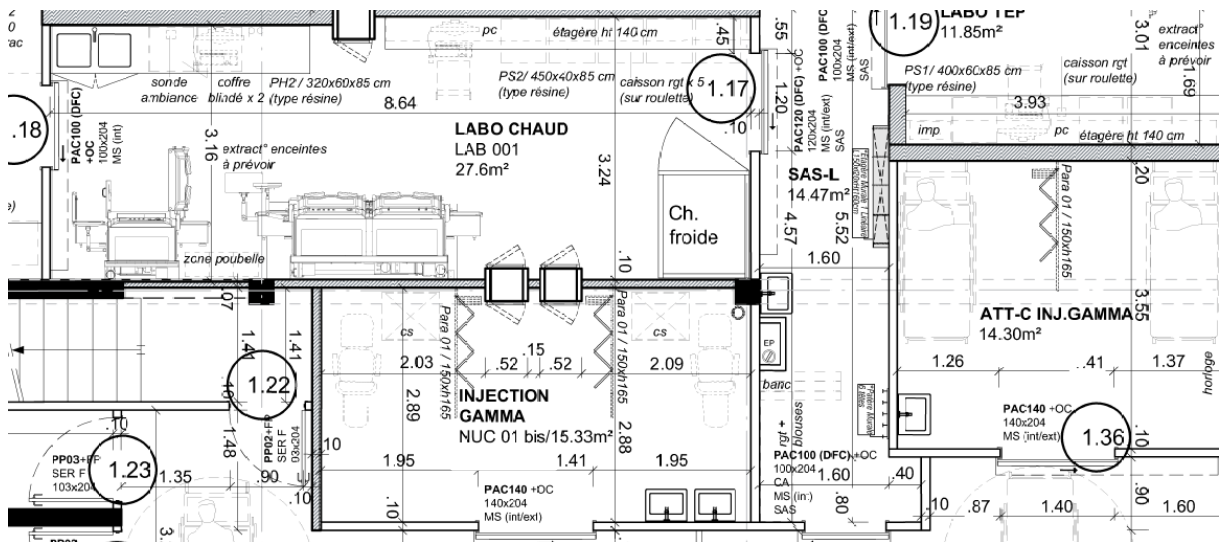 pc
étagère ht 140 cm
.45
.55
3.16
sonde
ambiance
coffre
blindé x 2
PH2 / 320x60x85 cm
(type résine)
PS2/ 450x40x85 cm
(type résine)
caisson rgt x 5
(sur roulette)
1.17
1.20
.10
8.64
.18
PAC100 (DFC)
+OC
100x204
MS (int)
3.16
extract° enceintes
à prévoir
LABO CHAUD
LAB 001
27.6m²
3.24
Ch.
froide
zone poubelle
.10
PAC100 (DFC) +OC
100x204
MS (int/ext)
SAS
PAC120 (DFC) +OC
120x204
MS (int/ext)
SAS
SAS-L
14.47m²
4.57
5.52
1.60
1.19
LABO TEP
11.85m²
3.01
extract°
enceintes
à prévoir
1.69
PS1/ 400x60x85 cm
(type résine)
caisson rgt
(sur roulette)
3.93
imp
pc
étagère ht 140 cm
.20
Para 01 / 150xh165
3.55
ATT-C INJ.GAMMA
14.30m²
1.26
.41
1.37
PAC140 +OC
140x204
MS (int/ext)
1.36
.10
.90
.10
.87
1.40
1.60
.07
1.41
1.41
1.22
.10
PP02+FP
SER F
PP03+FP
SER F
103x204
1.23
1.48
1.35
.90
.10
.10
cs
Para 01 / 150xh165
.15
Para 01 / 150xh165
cs
2.03
.52
.52
2.09
2.89
INJECTION
GAMMA
NUC 01 bis/15.33m²
2.88
1.95
1.41
1.95
.10
PAC140 +OC
140x204
MS (int/ext)
EP
banc
+ rgt / blouses
PAC100 (DFC) +OC
100x204
CA
MS (int)
SAS
1.60
.40
.80